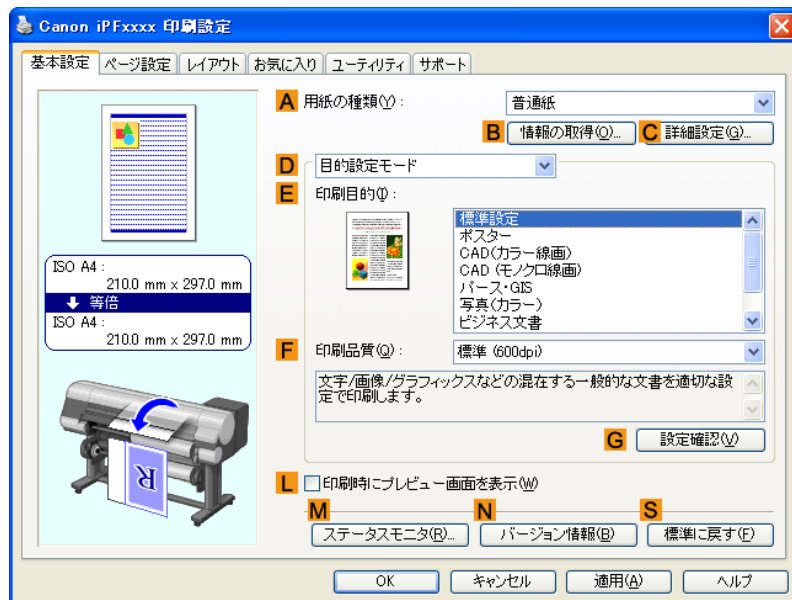 Canon iPFxxxx 印刷設定
基本設定 ページ設定 レイアウト お気に入り ユーティリティ サポート
A 用紙の種類(Y): 普通紙
B 情報の取得(O)... C 詳細設定(G)...
D 目的設定モード
E 印刷目的(I):
標準設定
ポスター
CAD(カラー線画)
CAD (モノクロ線画)
パース・GIS
写真(カラー)
ビジネス文書
ISO A4 :
210.0 mm x 297.0 mm
等倍
ISO A4 :
210.0 mm x 297.0 mm
F 印刷品質(Q): 標準 (600dpi)
文字/画像/グラフィックスなどの混在する一般的な文書を適切な設
定で印刷します。
G 設定確認(V)
R
L 印刷時にプレビュー画面を表示(W)
M N S
ステータスモニタ(R)... バージョン情報(B) 標準に戻す(F)
OK キャンセル 適用(A) ヘルプ